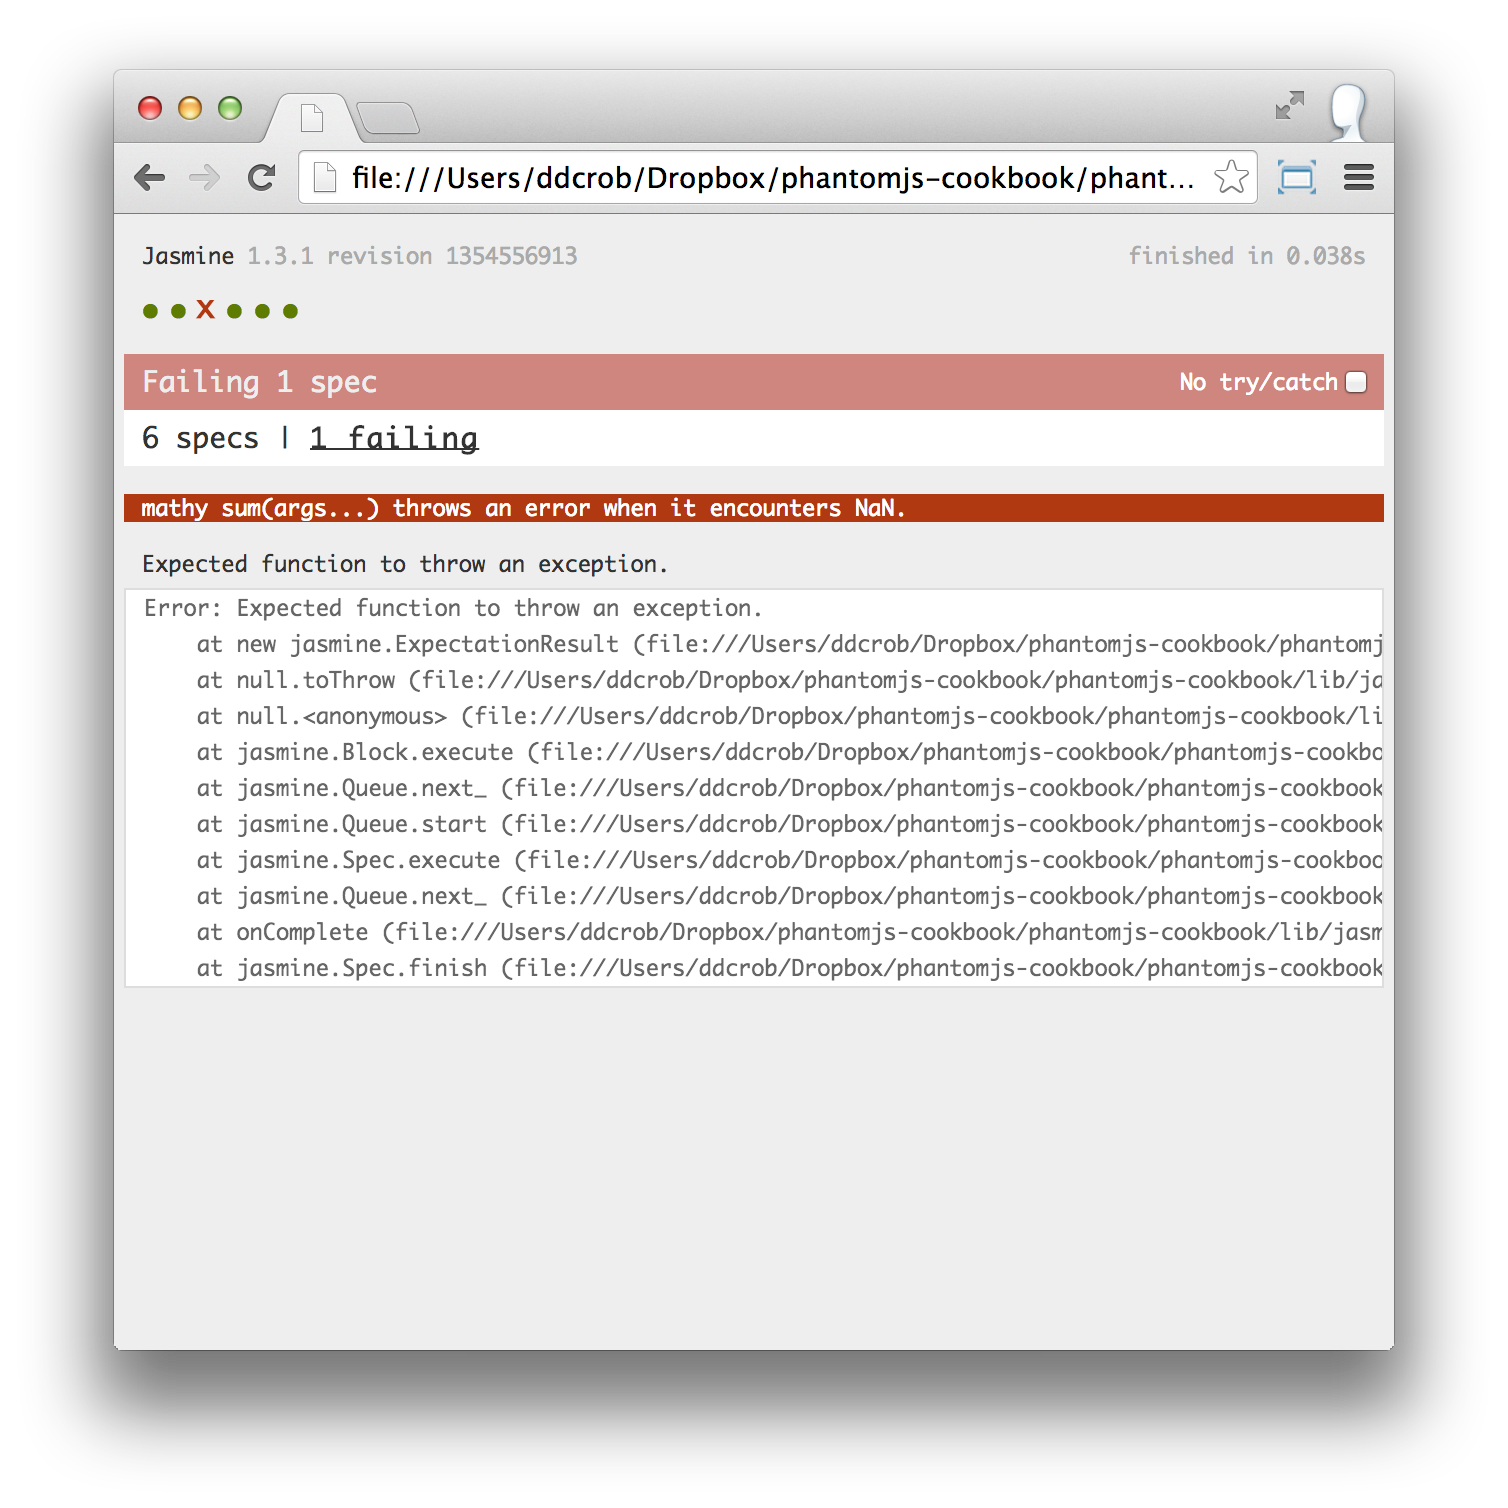 file:///Users/ddcrob/Dropbox/phantomjs-cookbook/phant...
Jasmine 1.3.1 revision 1354556913 finished in 0.038s
x
Failing 1 spec No try/catch
6 specs | 1 failing
mathy sum(args...) throws an error when it encounters NaN.
Expected function to throw an exception.
Error: Expected function to throw an exception.
at new jasmine.ExpectationResult (file:///Users/ddcrob/Dropbox/phantomjs-cookbook/phantomj
at null.toThrow (file:///Users/ddcrob/Dropbox/phantomjs-cookbook/phantomjs-cookbook/lib/ja
at null.<anonymous> (file:///Users/ddcrob/Dropbox/phantomjs-cookbook/phantomjs-cookbook/li
at jasmine.Block.execute (file:///Users/ddcrob/Dropbox/phantomjs-cookbook/phantomjs-cookbo
at jasmine.Queue.next_ (file:///Users/ddcrob/Dropbox/phantomjs-cookbook/phantomjs-cookbook
at jasmine.Queue.start (file:///Users/ddcrob/Dropbox/phantomjs-cookbook/phantomjs-cookbook
at jasmine.Spec.execute (file:///Users/ddcrob/Dropbox/phantomjs-cookbook/phantomjs-cookboo
at jasmine.Queue.next_ (file:///Users/ddcrob/Dropbox/phantomjs-cookbook/phantomjs-cookbook
at onComplete (file:///Users/ddcrob/Dropbox/phantomjs-cookbook/phantomjs-cookbook/lib/jasm
at jasmine.Spec.finish (file:///Users/ddcrob/Dropbox/phantomjs-cookbook/phantomjs-cookbook